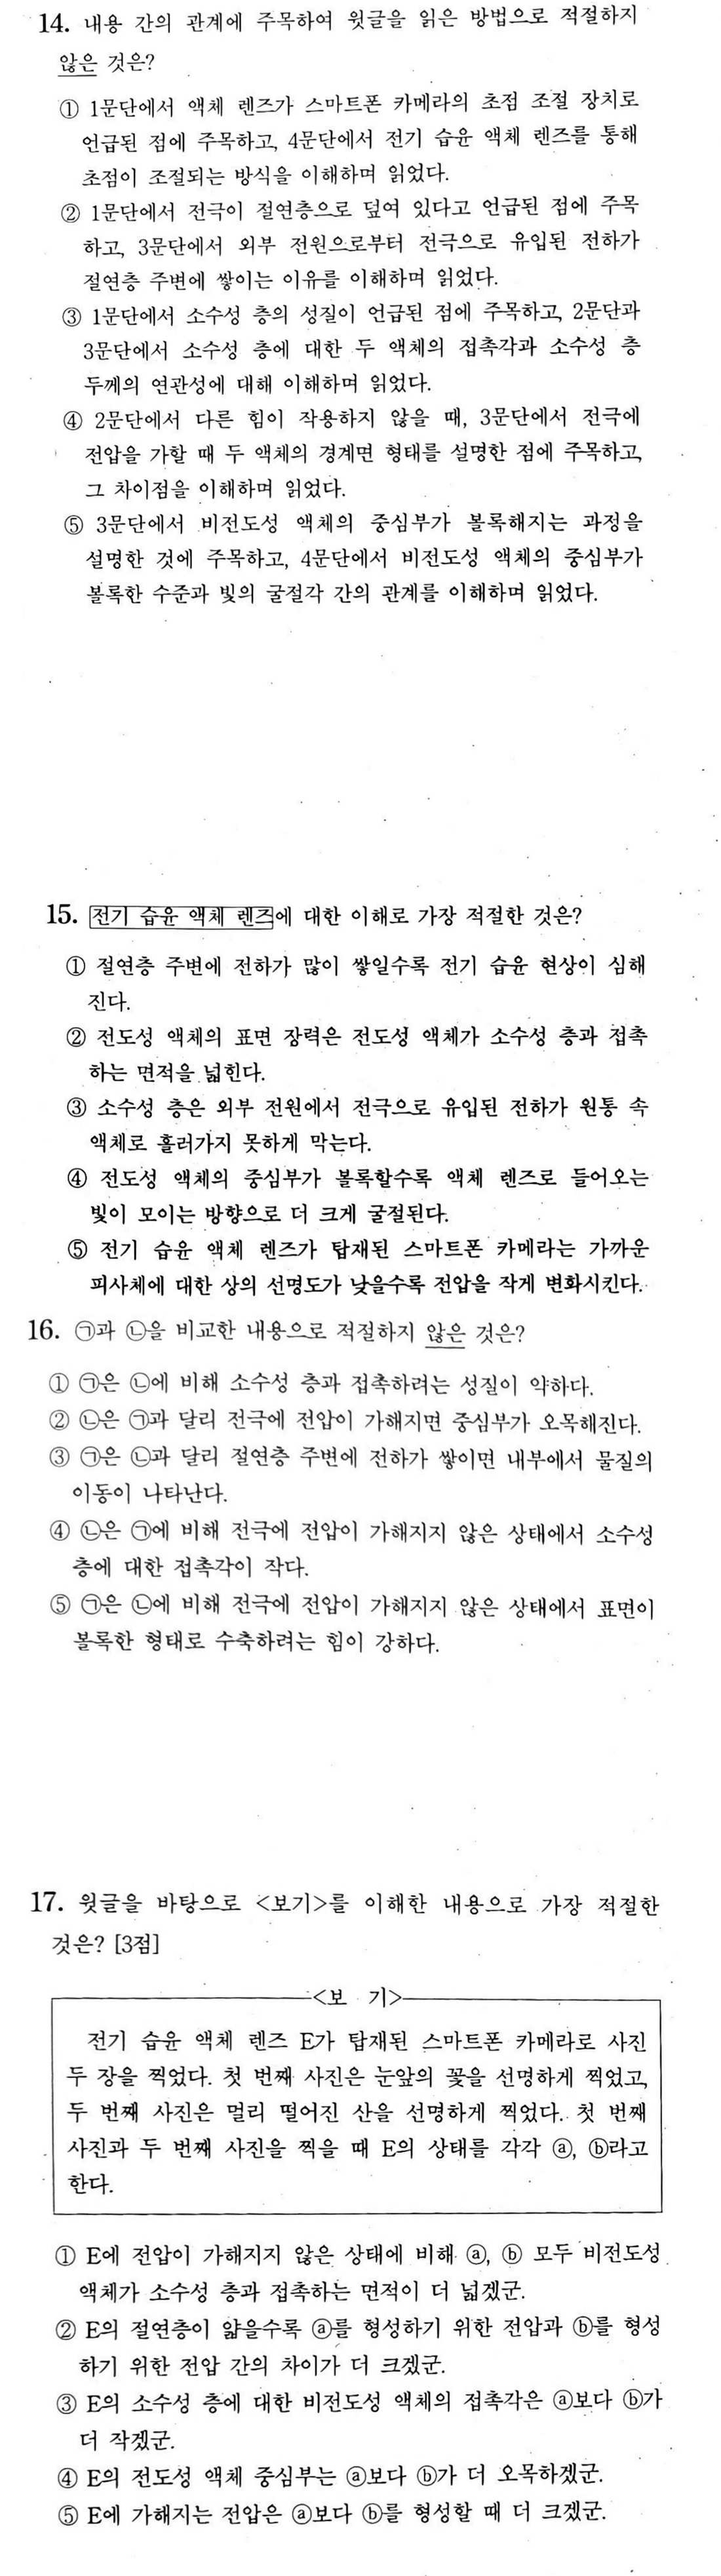 14. 내용 간의 관계에 주목하여 윗글을 읽은 방법으로 적절하지
않은 것은?
① 1문단에서 액체 렌즈가 스마트폰 카메라의 초점 조절 장치로
언급된 점에 주목하고, 4문단에서 전기 습윤 액체 렌즈를 통해
초점이 조절되는 방식을 이해하며 읽었다.
② 1문단에서 전극이 절연층으로 덮여 있다고 언급된 점에 주목
하고, 3문단에서 외부 전원으로부터 전극으로 유입된 전하가
절연층 주변에 쌓이는 이유를 이해하며 읽었다.
③ 1문단에서 소수성 층의 성질이 언급된 점에 주목하고, 2문단과
3문단에서 소수성 층에 대한 두 액체의 접촉각과 소수성 층
두께의 연관성에 대해 이해하며 읽었다.
④ 2문단에서 다른 힘이 작용하지 않을 때, 3문단에서 전극에
전압을 가할 때 두 액체의 경계면 형태를 설명한 점에 주목하고,
그 차이점을 이해하며 읽었다.
⑤ 3문단에서 비전도성 액체의 중심부가 볼록해지는 과정을
설명한 것에 주목하고, 4문단에서 비전도성 액체의 중심부가
볼록한 수준과 빛의 굴절각 간의 관계를 이해하며 읽었다.
15. 전기 습윤 액체 렌즈에 대한 이해로 가장 적절한 것은?
① 절연층 주변에 전하가 많이 쌓일수록 전기 습윤 현상이 심해
진다.
② 전도성 액체의 표면 장력은 전도성 액체가 소수성 층과 접촉
하는 면적을 넓힌다.
③ 소수성 층은 외부 전원에서 전극으로 유입된 전하가 원통 속
액체로 흘러가지 못하게 막는다.
④ 전도성 액체의 중심부가 볼록할수록 액체 렌즈로 들어오는
빛이 모이는 방향으로 더 크게 굴절된다.
⑤ 전기 습윤 액체 렌즈가 탑재된 스마트폰 카메라는 가까운
피사체에 대한 상의 선명도가 낮을수록 전압을 작게 변화시킨다.
16. ㉠과 ㉡을 비교한 내용으로 적절하지 않은 것은?
① ㉠은 ㉡에 비해 소수성 층과 접촉하려는 성질이 약하다.
② ㉡은 ㉠과 달리 전극에 전압이 가해지면 중심부가 오목해진다.
③ ㉠은 ㉡과 달리 절연층 주변에 전하가 쌓이면 내부에서 물질의
이동이 나타난다.
④ ㉡은 ㉠에 비해 전극에 전압이 가해지지 않은 상태에서 소수성
층에 대한 접촉각이 작다.
⑤ ㉠은 ㉡에 비해 전극에 전압이 가해지지 않은 상태에서 표면이
볼록한 형태로 수축하려는 힘이 강하다.
17. 윗글을 바탕으로 <보기>를 이해한 내용으로 가장 적절한
것은? [3점]
<보 기>
전기 습윤 액체 렌즈 E가 탑재된 스마트폰 카메라로 사진
두 장을 찍었다. 첫 번째 사진은 눈앞의 꽃을 선명하게 찍었고,
두 번째 사진은 멀리 떨어진 산을 선명하게 찍었다. 첫 번째
사진과 두 번째 사진을 찍을 때 E의 상태를 각각 ⓐ, ⓑ라고
한다.
① E에 전압이 가해지지 않은 상태에 비해 ⓐ, ⓑ 모두 비전도성
액체가 소수성 층과 접촉하는 면적이 더 넓겠군.
② E의 절연층이 얇을수록 ⓐ를 형성하기 위한 전압과 ⓑ를 형성
하기 위한 전압 간의 차이가 더 크겠군.
③ E의 소수성 층에 대한 비전도성 액체의 접촉각은 ⓐ보다 ⓑ가
더 작겠군.
④ E의 전도성 액체 중심부는 ⓐ보다 ⓑ가 더 오목하겠군.
⑤ E에 가해지는 전압은 ⓐ보다 ⓑ를 형성할 때 더 크겠군.